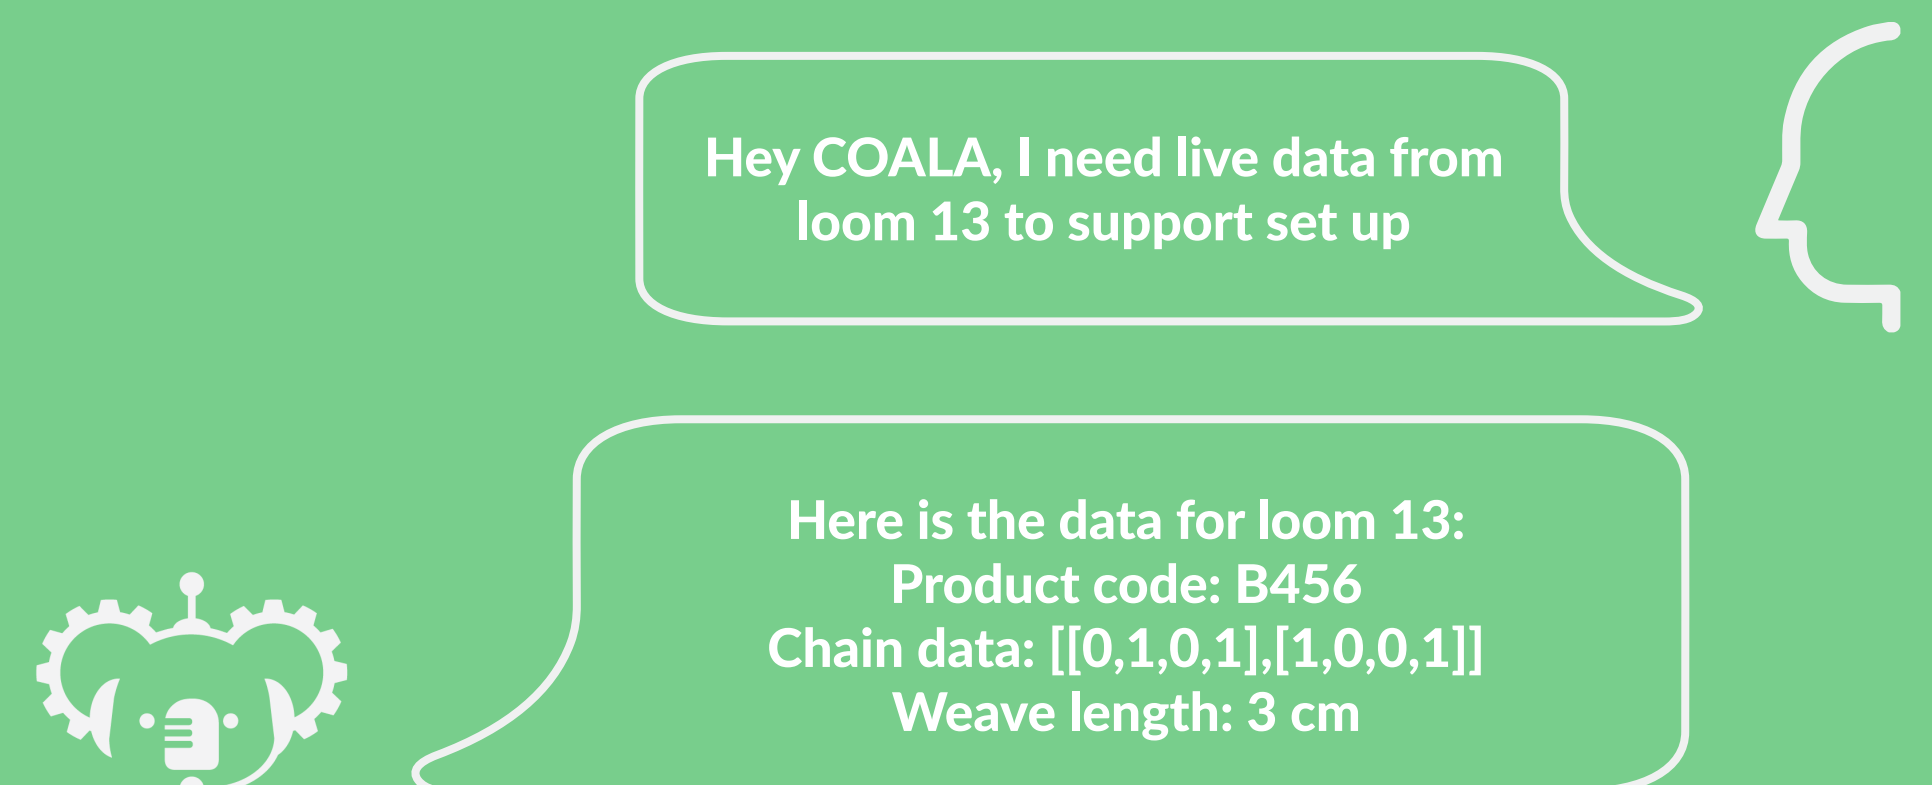 Hey COALA, I need live data from
loom 13 to support set up
Here is the data for loom 13:
Product code: B456
Chain data: [[0,1,0,1],[1,0,0,1]]
Weave length: 3 cm